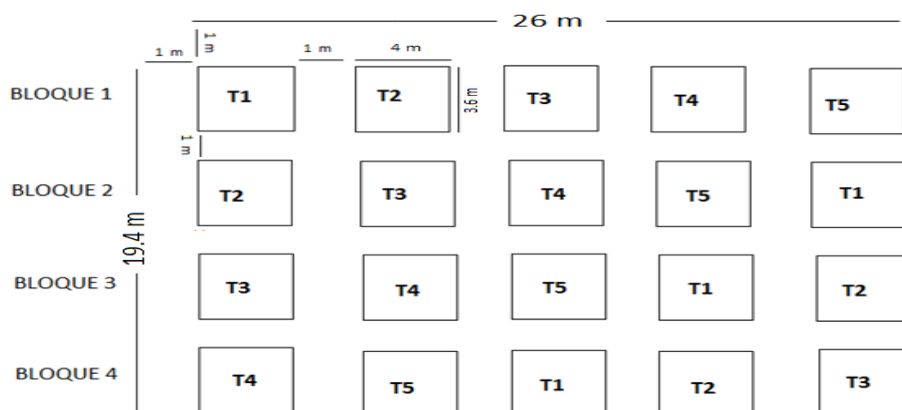 26 m
1 m
1 m 1 m 4 m
BLOQUE 1 T1 T2 3.6 m T3 T4 T5
1 m
BLOQUE 2 T2 T3 T4 T5 T1
19.4 m
BLOQUE 3 T3 T4 T5 T1 T2
BLOQUE 4 T4 T5 T1 T2 T3